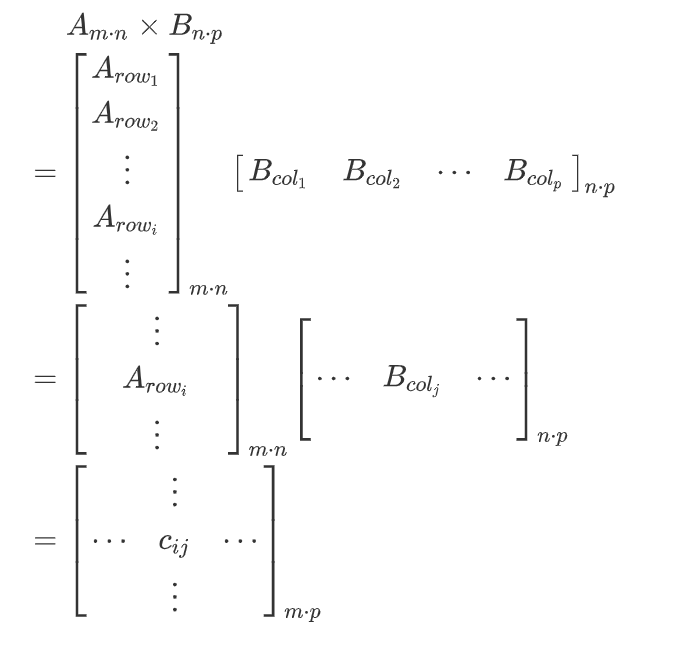 $A_{m \cdot n} \times B_{n \cdot p}$
$= \begin{bmatrix} A_{row_1} \\ A_{row_2} \\ \vdots \\ A_{row_i} \\ \vdots \end{bmatrix}_{m \cdot n} \quad \begin{bmatrix} B_{col_1} & B_{col_2} & \cdots & B_{col_p} \end{bmatrix}_{n \cdot p}$
$= \begin{bmatrix} \vdots \\ A_{row_i} \\ \vdots \end{bmatrix}_{m \cdot n} \begin{bmatrix} \cdots & B_{col_j} & \cdots \end{bmatrix}_{n \cdot p}$
$= \begin{bmatrix} & \vdots & \\ \cdots & c_{ij} & \cdots \\ & \vdots & \end{bmatrix}_{m \cdot p}$